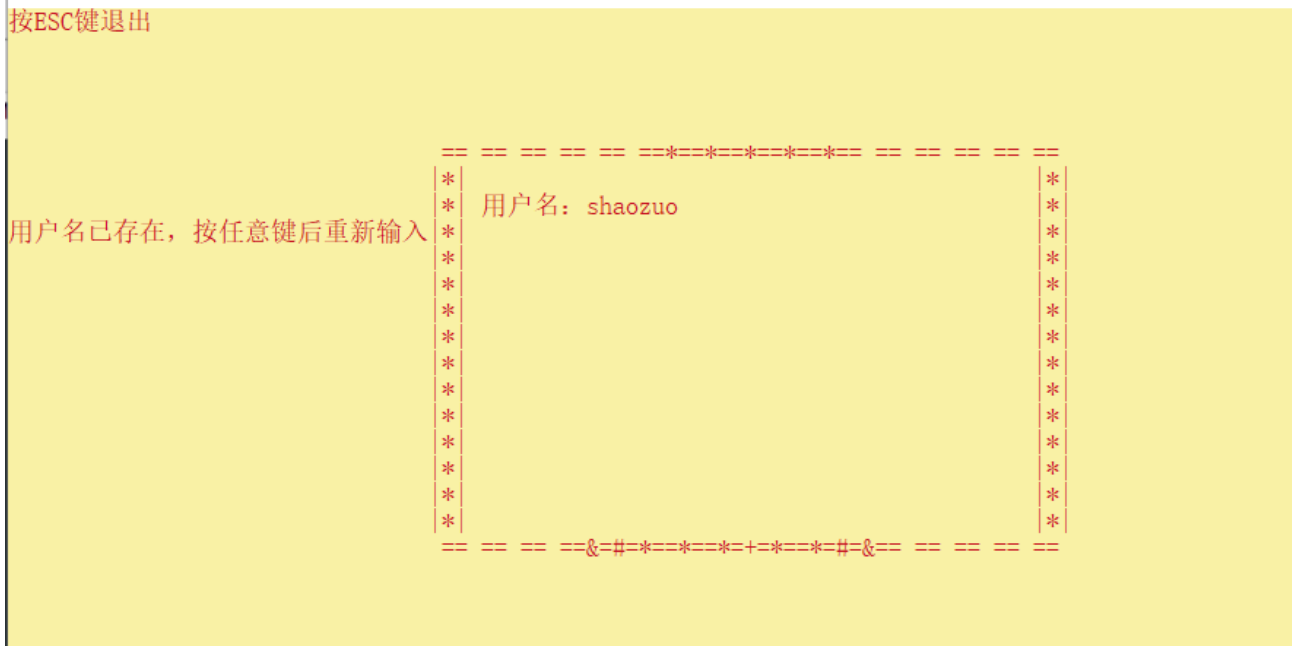 按ESC键退出
== == == == == ==*==*==*==*==*== == == == == ==
|*| |*|
|*| 用户名：shaozuo |*|
用户名已存在，按任意键后重新输入|*| |*|
|*| |*|
|*| |*|
|*| |*|
|*| |*|
|*| |*|
|*| |*|
|*| |*|
|*| |*|
|*| |*|
|*| |*|
|*| |*|
== == == ==&=#=*==*==*=+=*==*=#=&== == == == ==